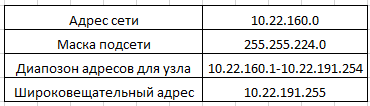 Адрес сети 10.22.160.0
Маска подсети 255.255.224.0
Диапазон адресов для узла 10.22.160.1-10.22.191.254
Широковещательный адрес 10.22.191.255